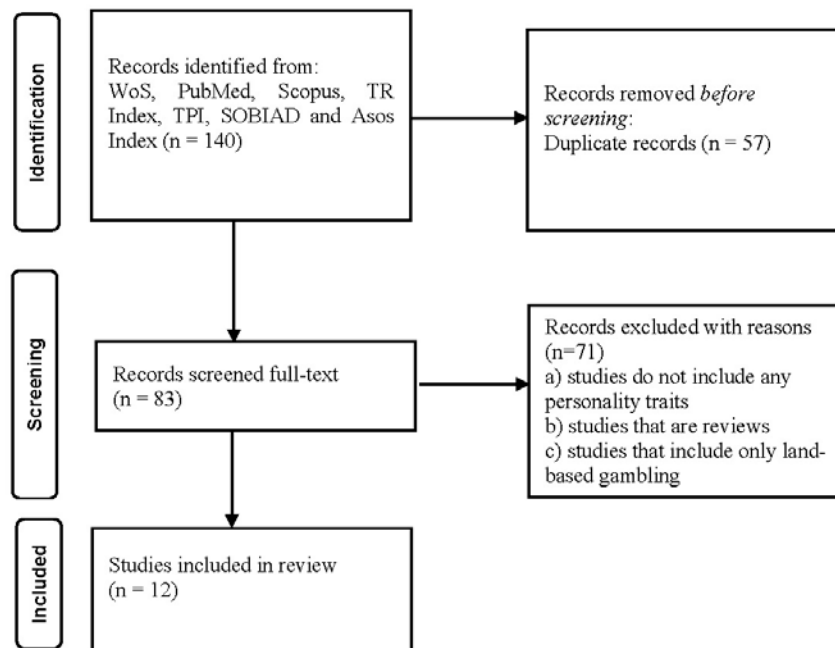 Identification
Records identified from:
WoS, PubMed, Scopus, TR
Index, TPI, SOBIAD and Asos
Index (n = 140)
Records removed before
screening:
Duplicate records (n = 57)
Screening
Records screened full-text
(n = 83)
Records excluded with reasons
(n=71)
a) studies do not include any
personality traits
b) studies that are reviews
c) studies that include only land-
based gambling
Included
Studies included in review
(n = 12)